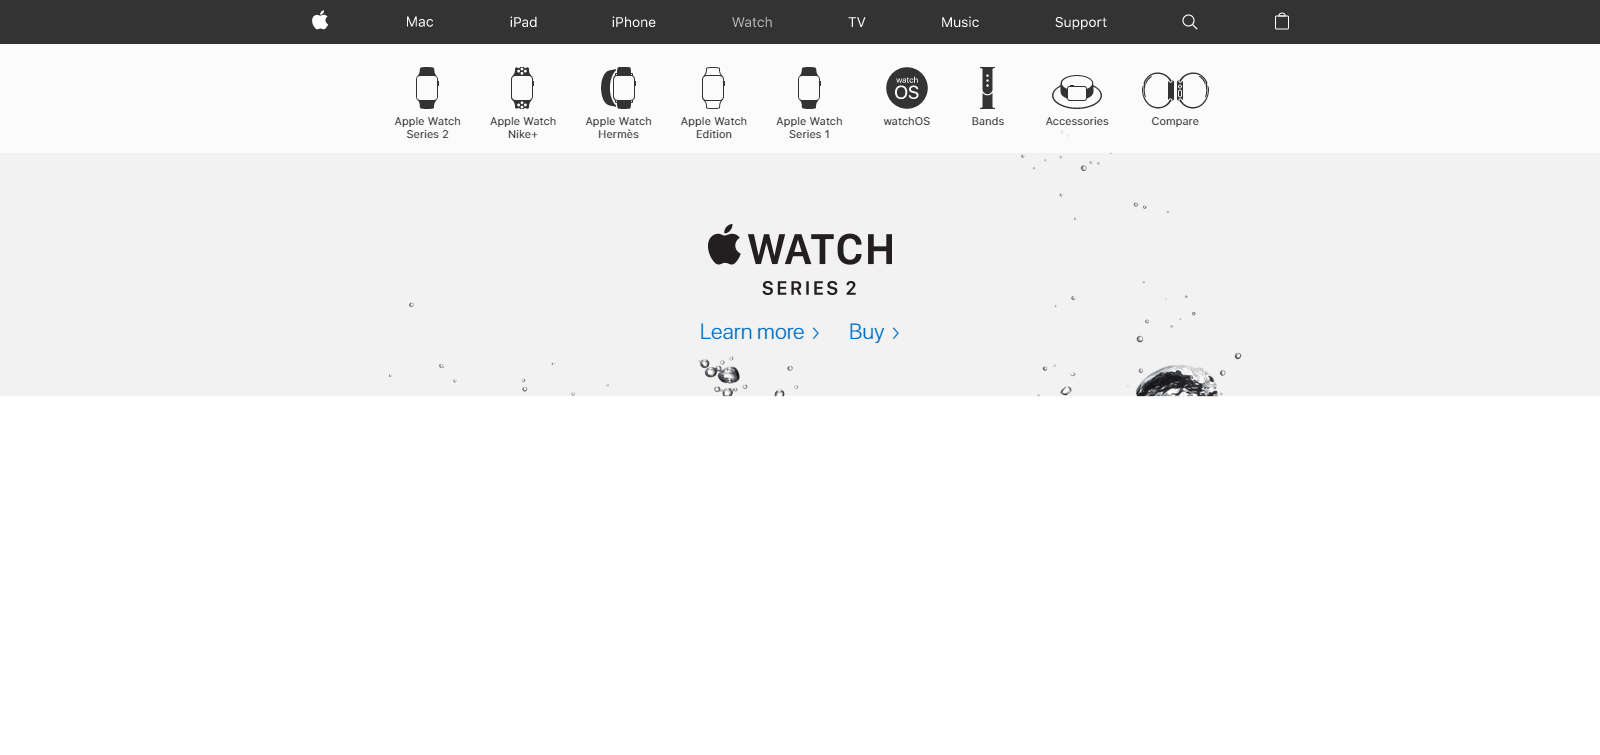 Mac
iPad
iPhone
Watch
TV
Music
Support
Apple Watch
Series 2
Apple Watch
Nike+
Apple Watch
Hermès
Apple Watch
Edition
Apple Watch
Series 1
watch
OS
watchOS
Bands
Accessories
Compare
WATCH
SERIES 2
Learn more
Buy